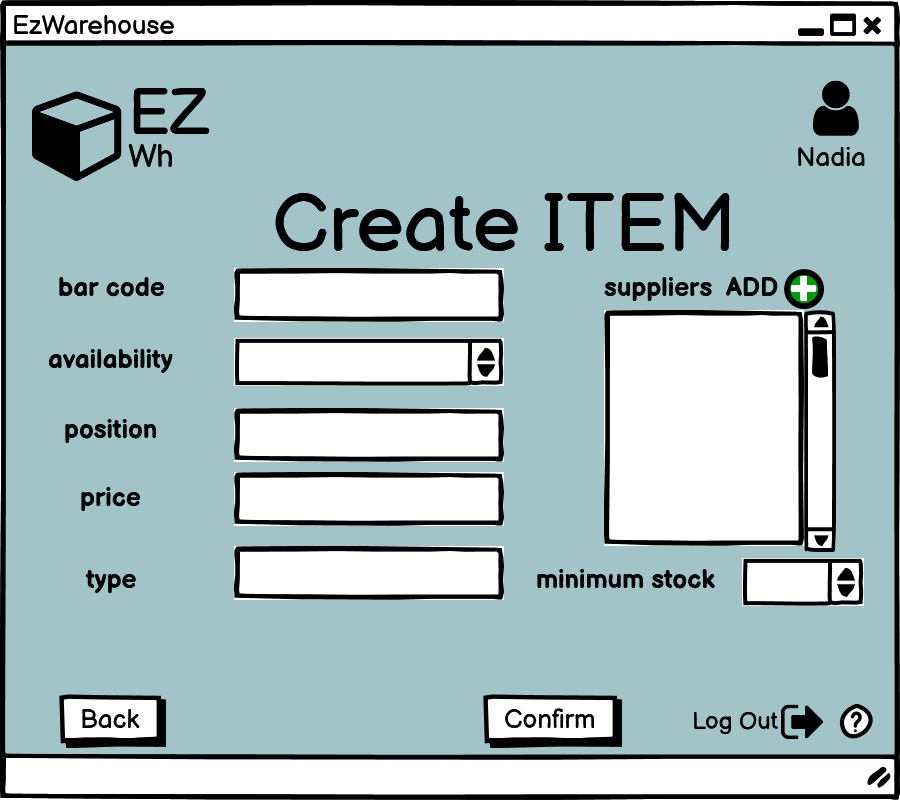 EzWarehouse
EZ
Wh
Nadia
Create ITEM
bar code
suppliers ADD
availability
position
price
type
minimum stock
Back
Confirm
Log Out
?